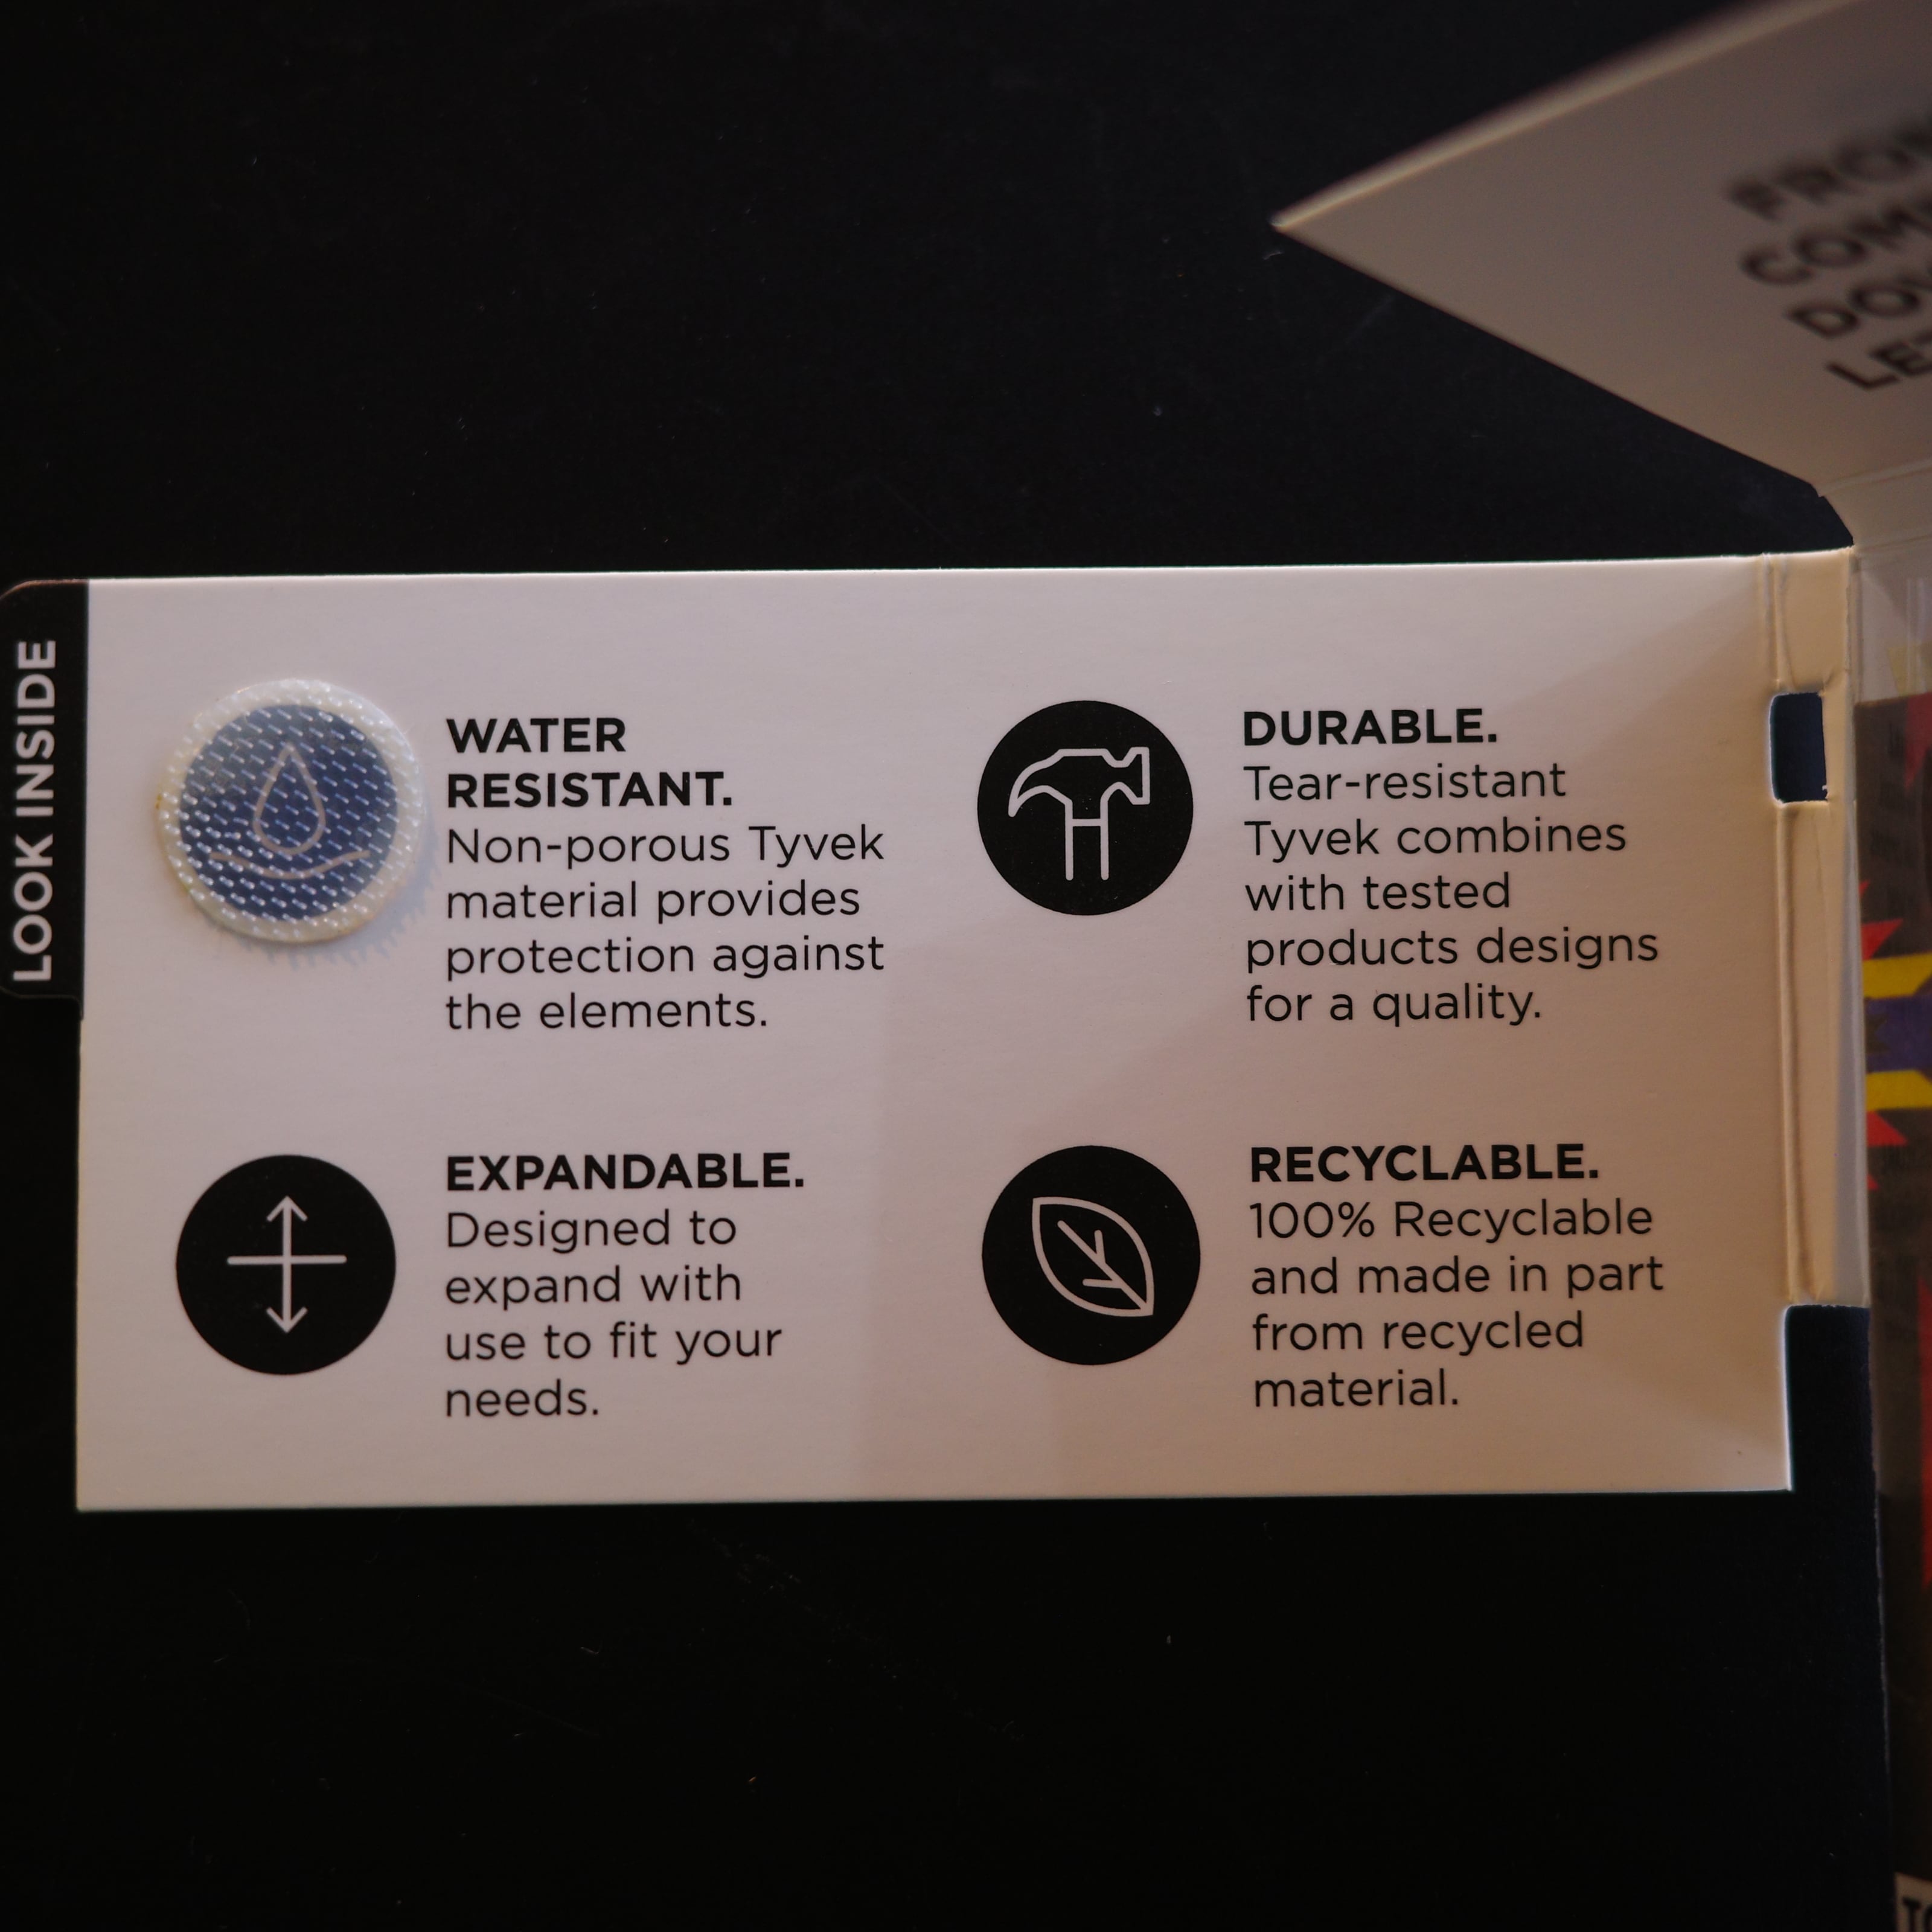 LOOK INSIDE
WATER
RESISTANT.
Non-porous Tyvek
material provides
protection against
the elements.
DURABLE.
Tear-resistant
Tyvek combines
with tested
products designs
for a quality.
EXPANDABLE.
Designed to
expand with
use to fit your
needs.
RECYCLABLE.
100% Recyclable
and made in part
from recycled
material.